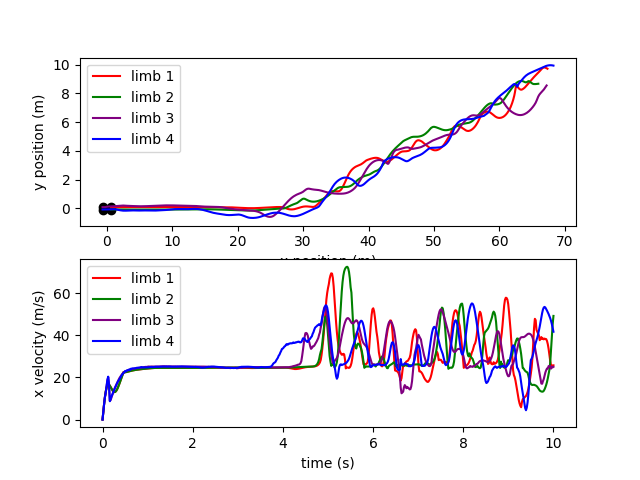 10
8
6
4
2
0
y position (m)
limb 1
limb 2
limb 3
limb 4
0 10 20 30 40 50 60 70
x position (m)
60
40
20
0
x velocity (m/s)
limb 1
limb 2
limb 3
limb 4
0 2 4 6 8 10
time (s)